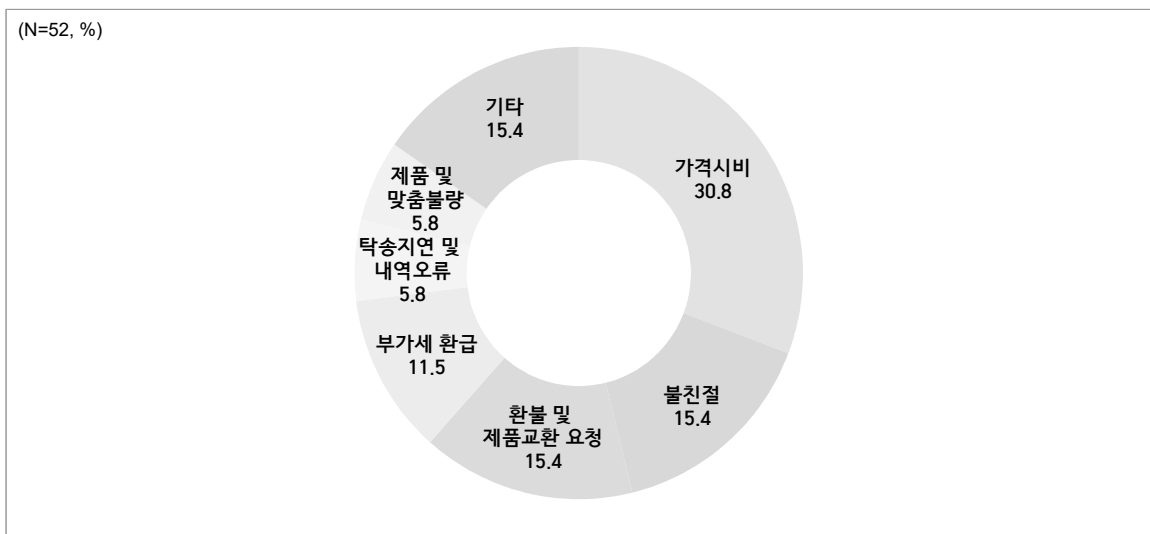 (N=52, %)
기타
15.4
가격시비
30.8
제품 및
맞춤불량
5.8
탁송지연 및
내역오류
5.8
부가세 환급
11.5
불친절
15.4
환불 및
제품교환 요청
15.4